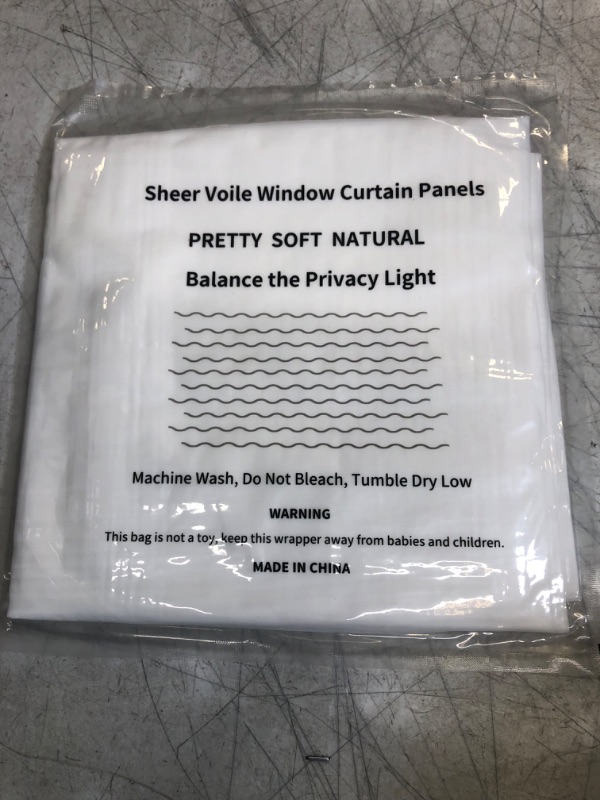 Sheer Voile Window Curtain Panels
PRETTY SOFT NATURAL
Balance the Privacy Light
Machine Wash, Do Not Bleach, Tumble Dry Low
WARNING
This bag is not a toy, keep this wrapper away from babies and children.
MADE IN CHINA